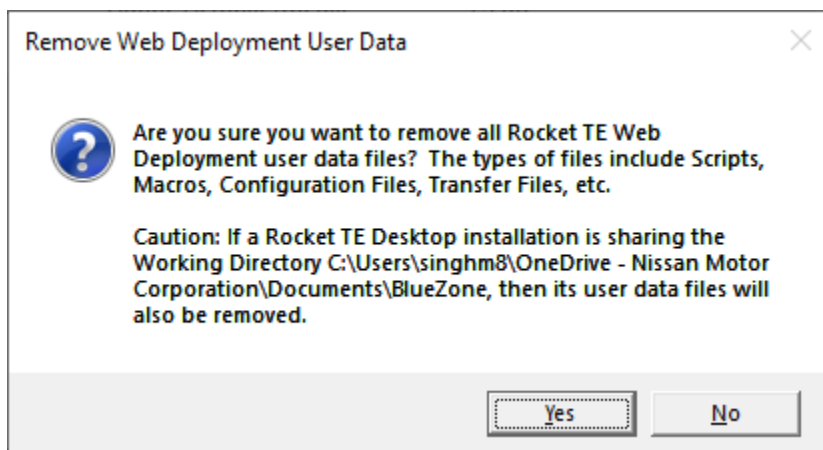 Remove Web Deployment User Data
Are you sure you want to remove all Rocket TE Web
Deployment user data files? The types of files include Scripts,
Macros, Configuration Files, Transfer Files, etc.
Caution: If a Rocket TE Desktop installation is sharing the
Working Directory C:\Users\singhm8\OneDrive - Nissan Motor
Corporation\Documents\BlueZone, then its user data files will
also be removed.
Yes
No